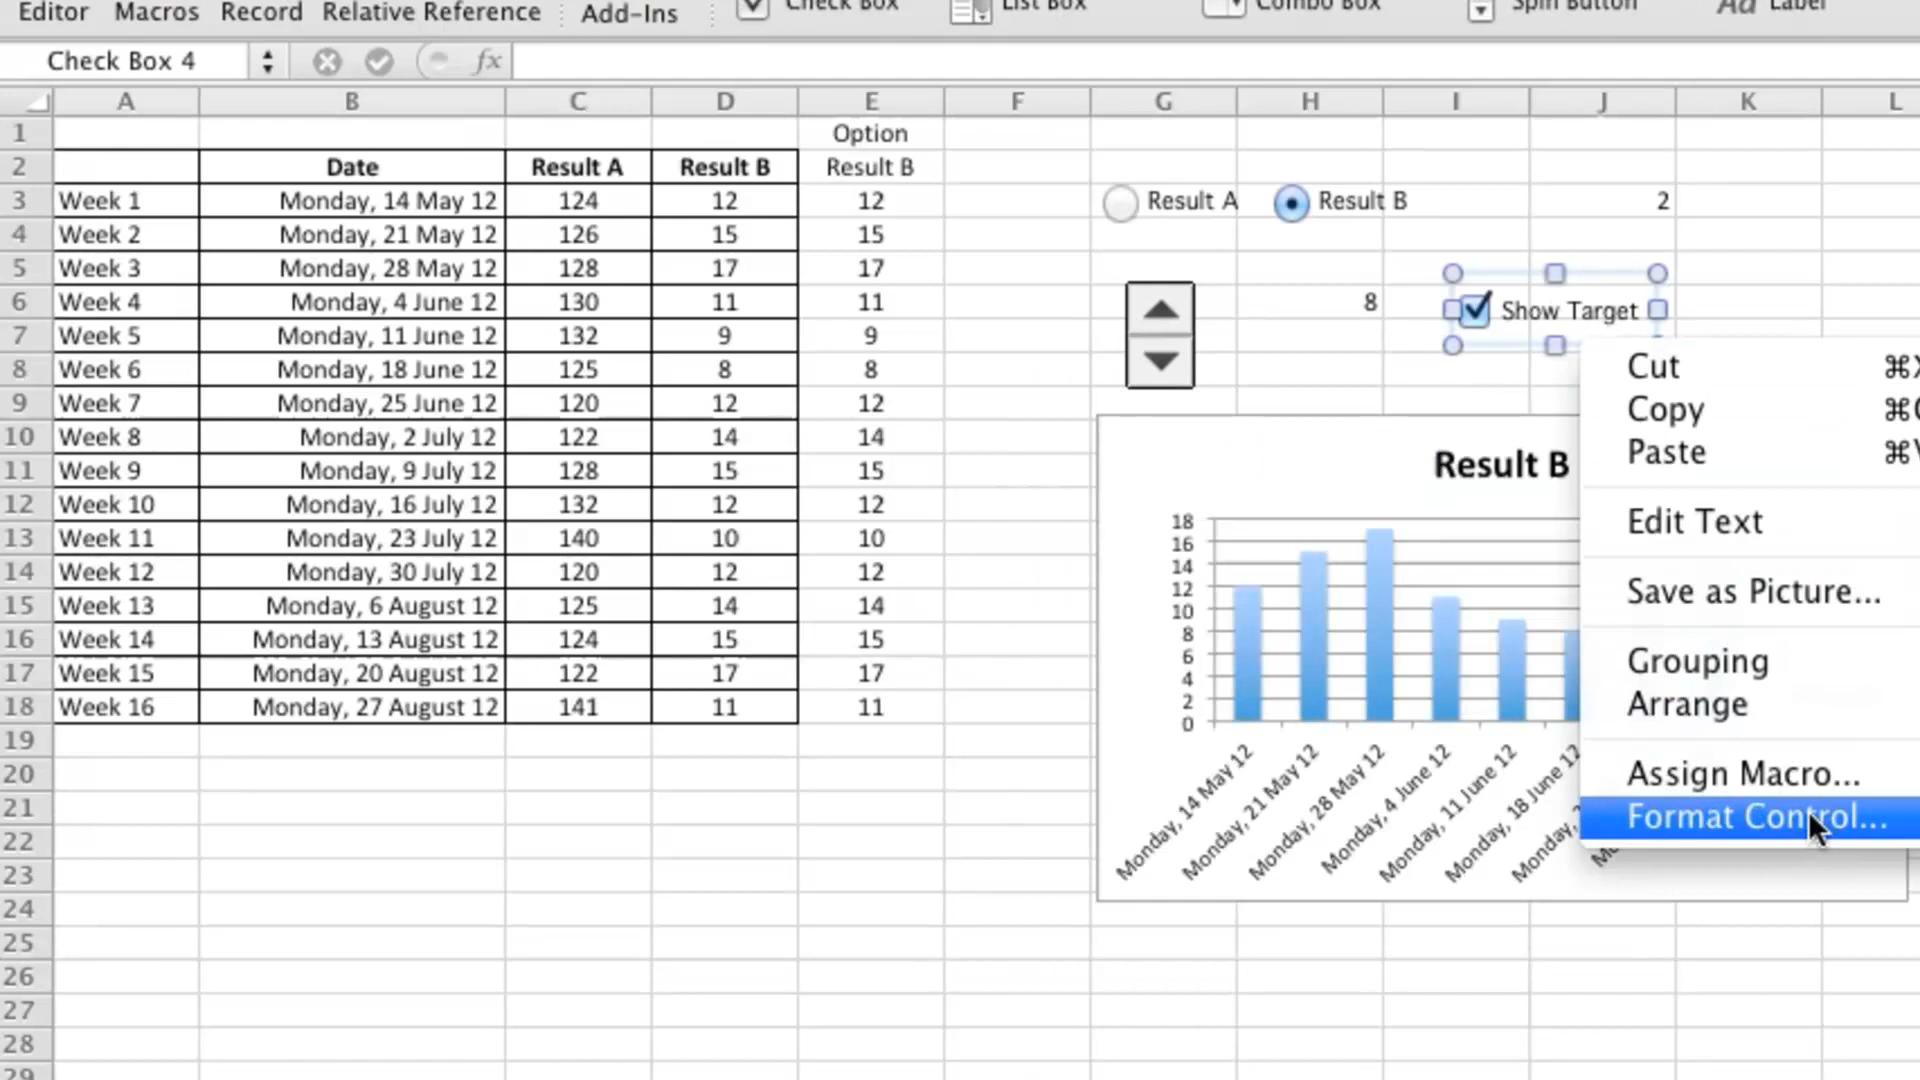 Editor Macros Record Relative Reference Add-Ins Check Box List Box Combo Box Spin Button Aa Label
Check Box 4 fx
A B C D E F G H I J K L
1 Option
2 Date Result A Result B Result B
3 Week 1 Monday, 14 May 12 124 12 12 Result A Result B 2
4 Week 2 Monday, 21 May 12 126 15 15
5 Week 3 Monday, 28 May 12 128 17 17
6 Week 4 Monday, 4 June 12 130 11 11 8 Show Target
7 Week 5 Monday, 11 June 12 132 9 9
8 Week 6 Monday, 18 June 12 125 8 8
9 Week 7 Monday, 25 June 12 120 12 12
10 Week 8 Monday, 2 July 12 122 14 14
11 Week 9 Monday, 9 July 12 128 15 15
12 Week 10 Monday, 16 July 12 132 12 12
13 Week 11 Monday, 23 July 12 140 10 10
14 Week 12 Monday, 30 July 12 120 12 12
15 Week 13 Monday, 6 August 12 125 14 14
16 Week 14 Monday, 13 August 12 124 15 15
17 Week 15 Monday, 20 August 12 122 17 17
18 Week 16 Monday, 27 August 12 141 11 11
19
20
21
22
23
24
25
26
27
28
29
Cut ⌘X
Copy ⌘C
Paste ⌘V
Edit Text
Save as Picture...
Grouping
Arrange
Assign Macro...
Format Control...
Result B
18
16
14
12
10
8
6
4
2
0
Monday, 14 May 12
Monday, 21 May 12
Monday, 28 May 12
Monday, 4 June 12
Monday, 11 June 12
Monday, 18 June 12
Monday,